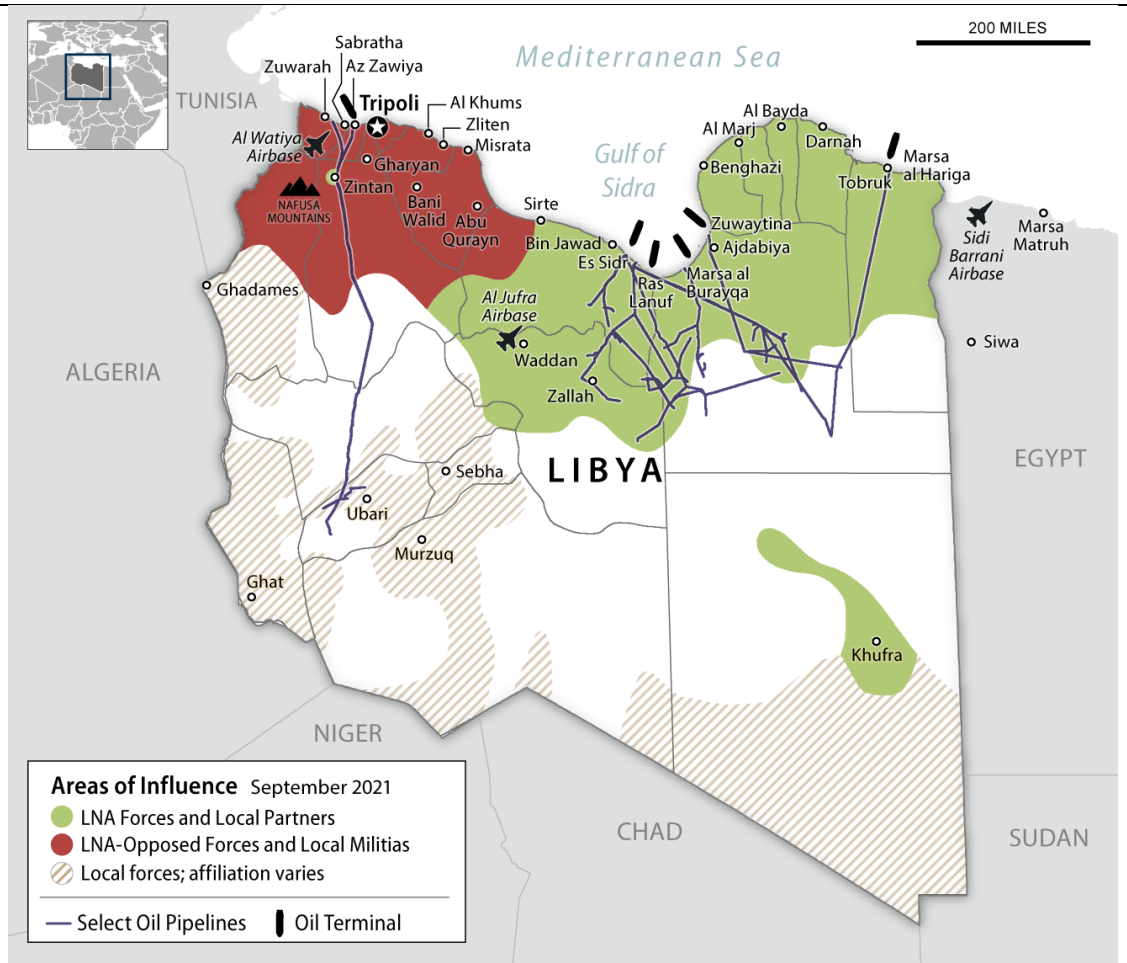 200 MILES
Mediterranean Sea
Sabratha
Zuwarah
Az Zawiya
TUNISIA
Tripoli
Al Khums
Zliten
Misrata
Al Watiya
Airbase
Gharyan
Zintan
NAFUSA
MOUNTAINS
Bani
Walid
Abu
Qurayn
Gulf of
Sidra
Al Bayda
Al Marj
Darnah
Benghazi
Marsa
al Hariga
Tobruk
Sirte
Bin Jawad
Es Sidr
Zuwaytina
Ajdabiya
Ras
Lanuf
Marsa al
Burayqa
Marsa
Matruh
Sidi
Barrani
Airbase
Siwa
Ghadames
Al Jufra
Airbase
Waddan
Zallah
ALGERIA
LIBYA
EGYPT
Sebha
Ubari
Murzuq
Ghat
Khufra
NIGER
CHAD
SUDAN
Areas of Influence September 2021
LNA Forces and Local Partners
LNA-Opposed Forces and Local Militias
Local forces; affiliation varies
Select Oil Pipelines
Oil Terminal